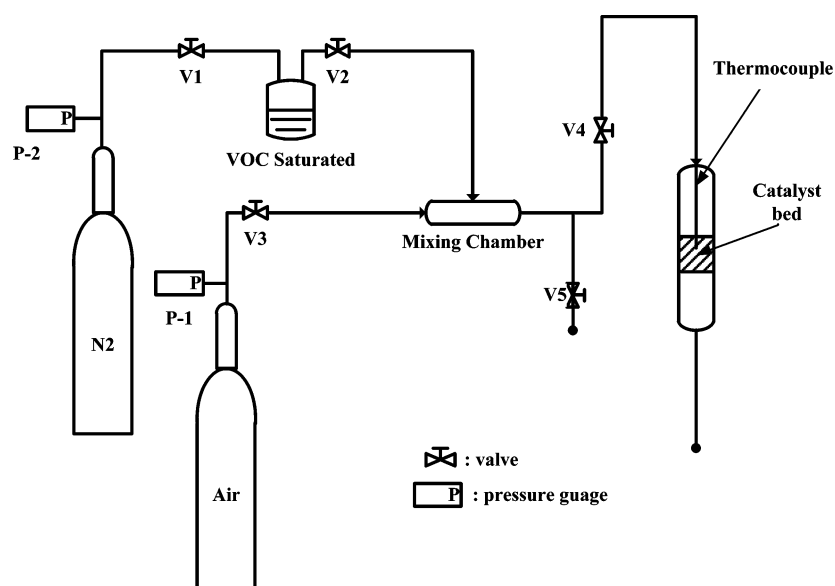 V1
V2
P
P-2
VOC Saturated
V4
Thermocouple
Catalyst
bed
V3
Mixing Chamber
P
P-1
V5
N2
Air
: valve
P
: pressure guage